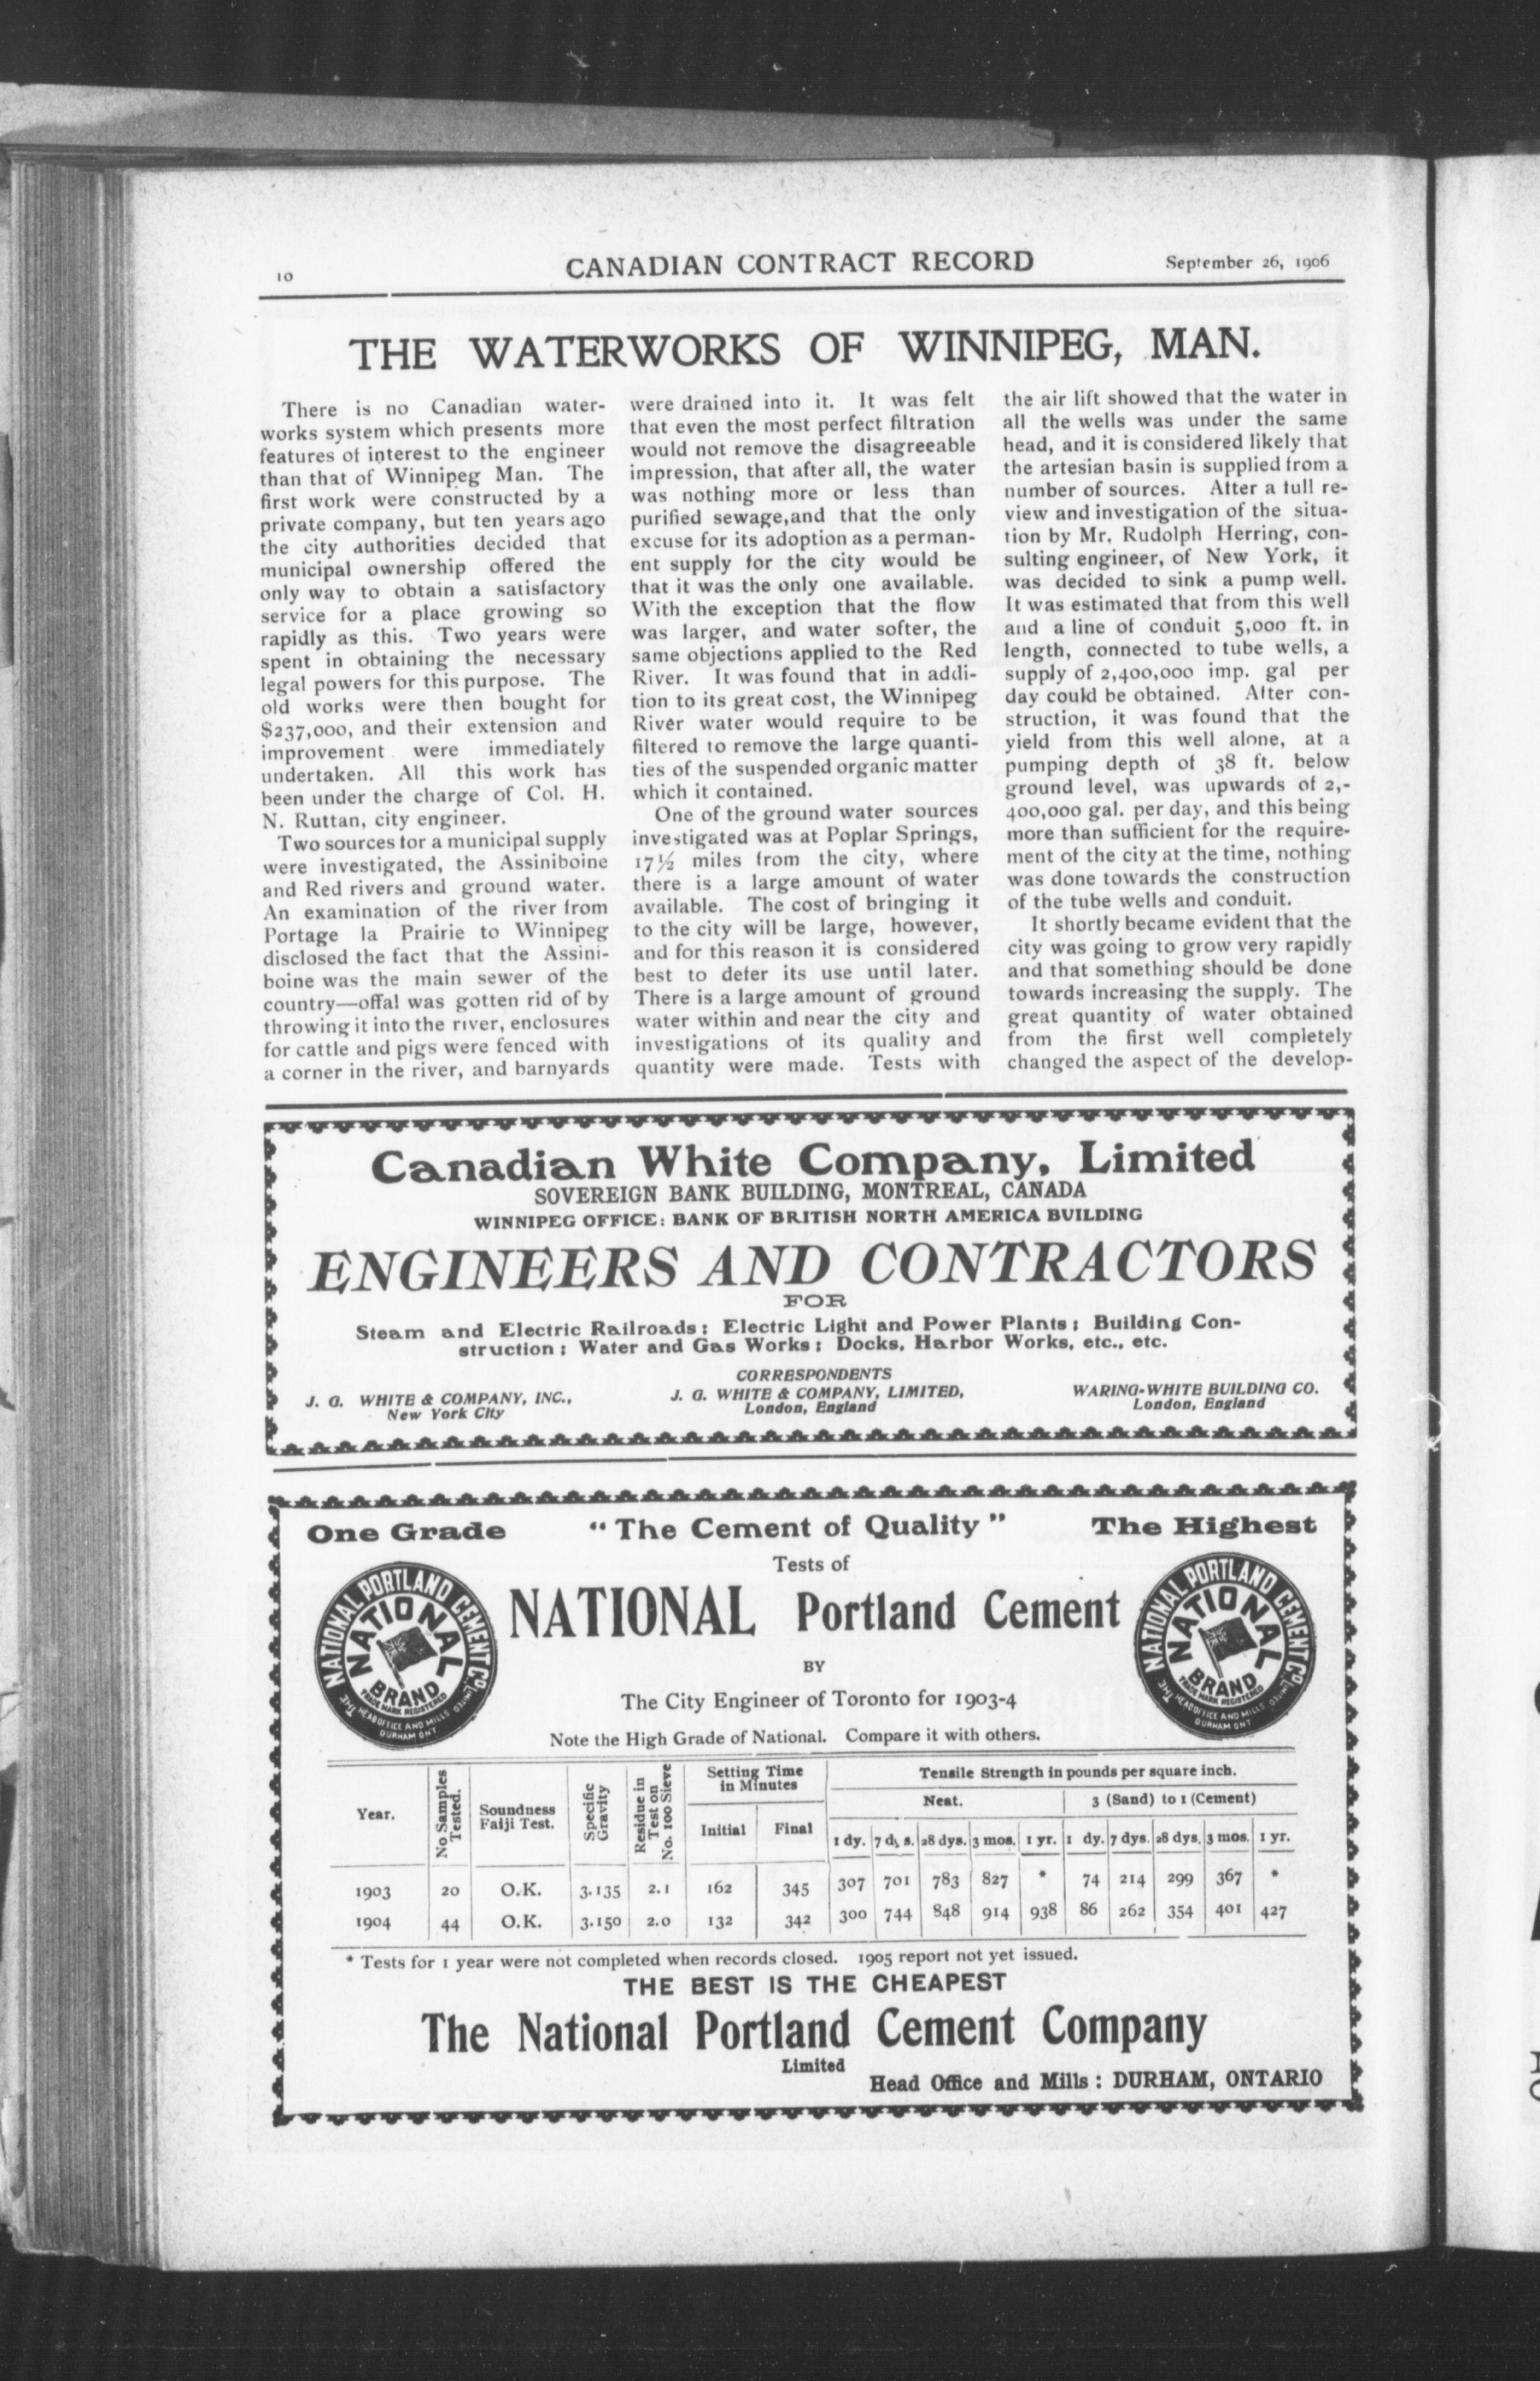 10
CANADIAN CONTRACT RECORD
September 26, 1906
THE WATERWORKS OF WINNIPEG, MAN.
There is no Canadian water-
works system which presents more
features of interest to the engineer
than that of Winnipeg Man. The
first work were constructed by a
private company, but ten years ago
the city authorities decided that
municipal ownership offered the
only way to obtain a satisfactory
service for a place growing so
rapidly as this. Two years were
spent in obtaining the necessary
legal powers for this purpose. The
old works were then bought for
$237,000, and their extension and
improvement were immediately
undertaken. All this work has
been under the charge of Col. H.
N. Ruttan, city engineer.
Two sources for a municipal supply
were investigated, the Assiniboine
and Red rivers and ground water.
An examination of the river from
Portage la Prairie to Winnipeg
disclosed the fact that the Assini-
boine was the main sewer of the
country—offal was gotten rid of by
throwing it into the river, enclosures
for cattle and pigs were fenced with
a corner in the river, and barnyards
were drained into it. It was felt
that even the most perfect filtration
would not remove the disagreeable
impression, that after all, the water
was nothing more or less than
purified sewage,and that the only
excuse for its adoption as a perman-
ent supply for the city would be
that it was the only one available.
With the exception that the flow
was larger, and water softer, the
same objections applied to the Red
River. It was found that in addi-
tion to its great cost, the Winnipeg
River water would require to be
filtered to remove the large quanti-
ties of the suspended organic matter
which it contained.
One of the ground water sources
investigated was at Poplar Springs,
17½ miles from the city, where
there is a large amount of water
available. The cost of bringing it
to the city will be large, however,
and for this reason it is considered
best to defer its use until later.
There is a large amount of ground
water within and near the city and
investigations of its quality and
quantity were made. Tests with
the air lift showed that the water in
all the wells was under the same
head, and it is considered likely that
the artesian basin is supplied from a
number of sources. After a full re-
view and investigation of the situa-
tion by Mr. Rudolph Herring, con-
sulting engineer, of New York, it
was decided to sink a pump well.
It was estimated that from this well
and a line of conduit 5,000 ft. in
length, connected to tube wells, a
supply of 2,400,000 imp. gal per
day could be obtained. After con-
struction, it was found that the
yield from this well alone, at a
pumping depth of 38 ft. below
ground level, was upwards of 2,-
400,000 gal. per day, and this being
more than sufficient for the require-
ment of the city at the time, nothing
was done towards the construction
of the tube wells and conduit.
It shortly became evident that the
city was going to grow very rapidly
and that something should be done
towards increasing the supply. The
great quantity of water obtained
from the first well completely
changed the aspect of the develop-
Canadian White Company, Limited
SOVEREIGN BANK BUILDING, MONTREAL, CANADA
WINNIPEG OFFICE: BANK OF BRITISH NORTH AMERICA BUILDING
ENGINEERS AND CONTRACTORS
FOR
Steam and Electric Railroads; Electric Light and Power Plants; Building Con-
struction; Water and Gas Works; Docks, Harbor Works, etc., etc.
CORRESPONDENTS
J. G. WHITE & COMPANY, INC., J. G. WHITE & COMPANY, LIMITED, WARING-WHITE BUILDING CO.
New York City London, England London, England
One Grade "The Cement of Quality" The Highest
Tests of
NATIONAL Portland Cement
THE NATIONAL PORTLAND CEMENT CO. LIMITED
NATIONAL
BRAND
TRADE MARK REGISTERED
HEAD OFFICE AND MILLS
DURHAM ONT.
THE NATIONAL PORTLAND CEMENT CO. LIMITED
NATIONAL
BRAND
TRADE MARK REGISTERED
HEAD OFFICE AND MILLS
DURHAM ONT
BY
The City Engineer of Toronto for 1903-4
Note the High Grade of National. Compare it with others.
Year. No Samples Tested. Soundness Faiji Test. Specific Gravity Residue in Test on No. 100 Sieve Setting Time in Minutes Tensile Strength in pounds per square inch.
Initial Final Neat. 3 (Sand) to 1 (Cement)
1 dy. 7 dys. 28 dys. 3 mos. 1 yr. 1 dy. 7 dys. 28 dys. 3 mos. 1 yr.
1903 20 O.K. 3.135 2.1 162 345 307 701 783 827 * 74 214 299 367 *
1904 44 O.K. 3.150 2.0 132 342 300 744 848 914 938 86 262 354 401 427
* Tests for 1 year were not completed when records closed. 1905 report not yet issued.
THE BEST IS THE CHEAPEST
The National Portland Cement Company
Limited
Head Office and Mills: DURHAM, ONTARIO